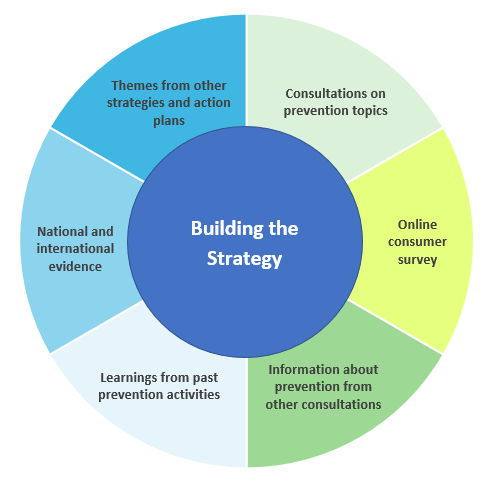 Themes from other
strategies and action
plans
Consultations on
prevention topics
National and
international
evidence
Building the
Strategy
Online
consumer
survey
Learnings from past
prevention activities
Information about
prevention from
other consultations